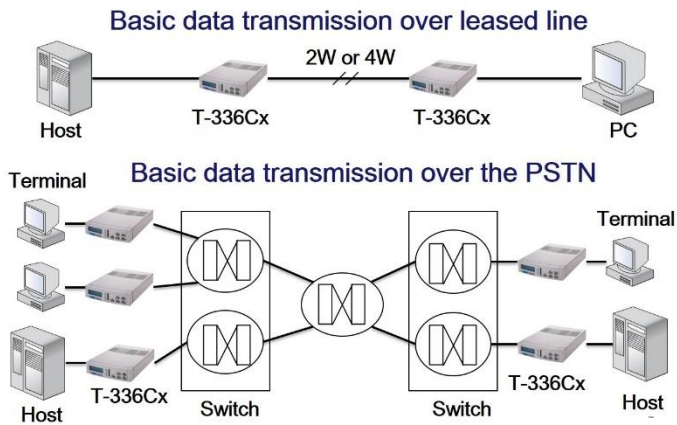 Basic data transmission over leased line
2W or 4W
T-336Cx
T-336Cx
Host
PC
Basic data transmission over the PSTN
Terminal
Terminal
T-336Cx
T-336Cx
Host
Switch
Switch
Host